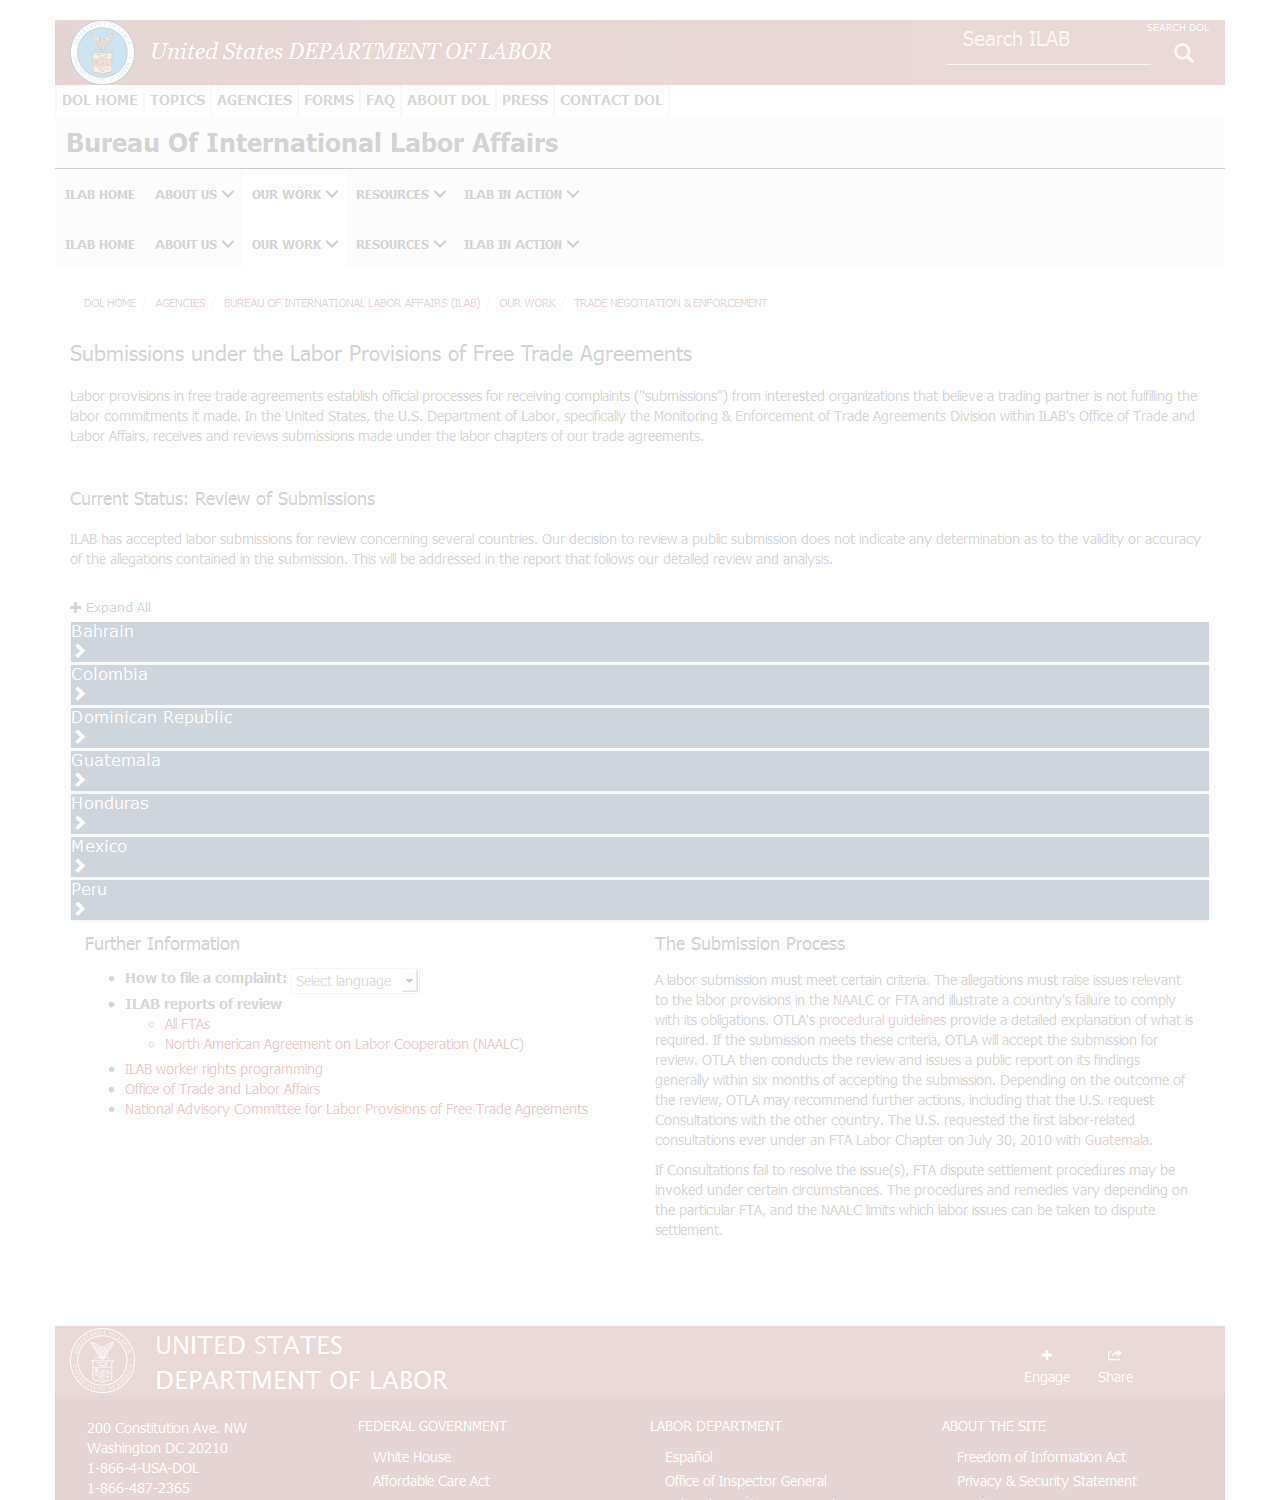 United States DEPARTMENT OF LABOR
Search ILAB
SEARCH DOL
DOL HOME TOPICS AGENCIES FORMS FAQ ABOUT DOL PRESS CONTACT DOL
Bureau Of International Labor Affairs
ILAB HOME ABOUT US OUR WORK RESOURCES ILAB IN ACTION
ILAB HOME ABOUT US OUR WORK RESOURCES ILAB IN ACTION
DOL HOME / AGENCIES / BUREAU OF INTERNATIONAL LABOR AFFAIRS (ILAB) / OUR WORK / TRADE NEGOTIATION & ENFORCEMENT
Submissions under the Labor Provisions of Free Trade Agreements
Labor provisions in free trade agreements establish official processes for receiving complaints ("submissions") from interested organizations that believe a trading partner is not fulfilling the
labor commitments it made. In the United States, the U.S. Department of Labor, specifically the Monitoring & Enforcement of Trade Agreements Division within ILAB's Office of Trade and
Labor Affairs, receives and reviews submissions made under the labor chapters of our trade agreements.
Current Status: Review of Submissions
ILAB has accepted labor submissions for review concerning several countries. Our decision to review a public submission does not indicate any determination as to the validity or accuracy
of the allegations contained in the submission. This will be addressed in the report that follows our detailed review and analysis.
Expand All
Bahrain
Colombia
Dominican Republic
Guatemala
Honduras
Mexico
Peru
Further Information
• How to file a complaint: Select language
• ILAB reports of review
◦ All FTAs
◦ North American Agreement on Labor Cooperation (NAALC)
• ILAB worker rights programming
• Office of Trade and Labor Affairs
• National Advisory Committee for Labor Provisions of Free Trade Agreements
The Submission Process
A labor submission must meet certain criteria. The allegations must raise issues relevant
to the labor provisions in the NAALC or FTA and illustrate a country's failure to comply
with its obligations. OTLA's procedural guidelines provide a detailed explanation of what is
required. If the submission meets these criteria, OTLA will accept the submission for
review. OTLA then conducts the review and issues a public report on its findings
generally within six months of accepting the submission. Depending on the outcome of
the review, OTLA may recommend further actions, including that the U.S. request
Consultations with the other country. The U.S. requested the first labor-related
consultations ever under an FTA Labor Chapter on July 30, 2010 with Guatemala.
If Consultations fail to resolve the issue(s), FTA dispute settlement procedures may be
invoked under certain circumstances. The procedures and remedies vary depending on
the particular FTA, and the NAALC limits which labor issues can be taken to dispute
settlement.
UNITED STATES
DEPARTMENT OF LABOR
Engage Share
200 Constitution Ave. NW
Washington DC 20210
1-866-4-USA-DOL
1-866-487-2365
FEDERAL GOVERNMENT
White House
Affordable Care Act
LABOR DEPARTMENT
Español
Office of Inspector General
ABOUT THE SITE
Freedom of Information Act
Privacy & Security Statement